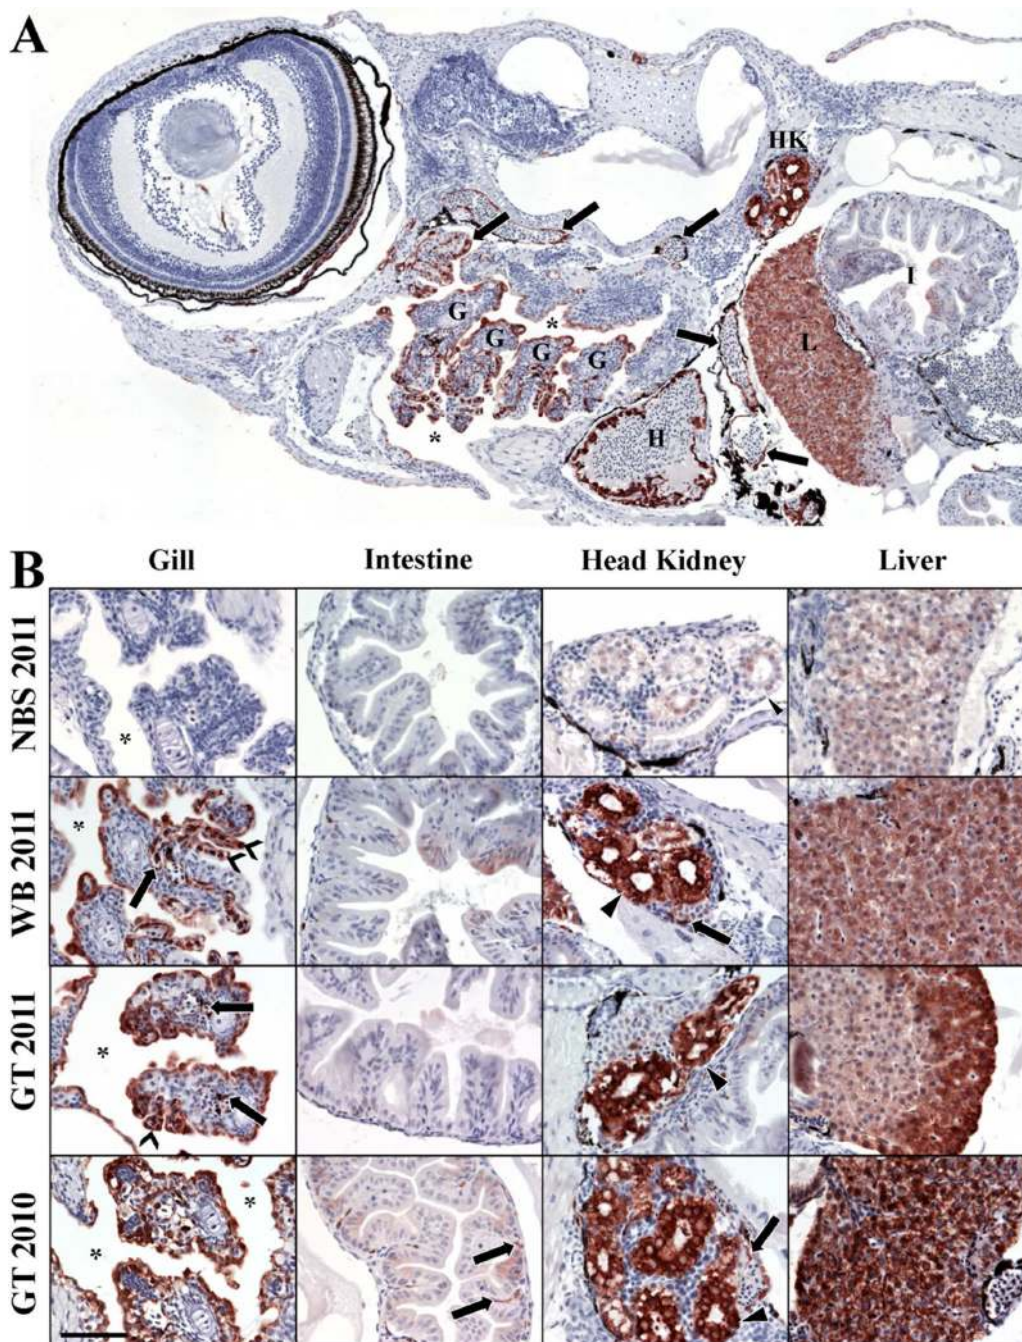 A
HK
I
G
L
G
*
G
G
H
*
B
Gill Intestine Head Kidney Liver
NBS 2011
*
WB 2011
*
GT 2011
*
GT 2010
*
*